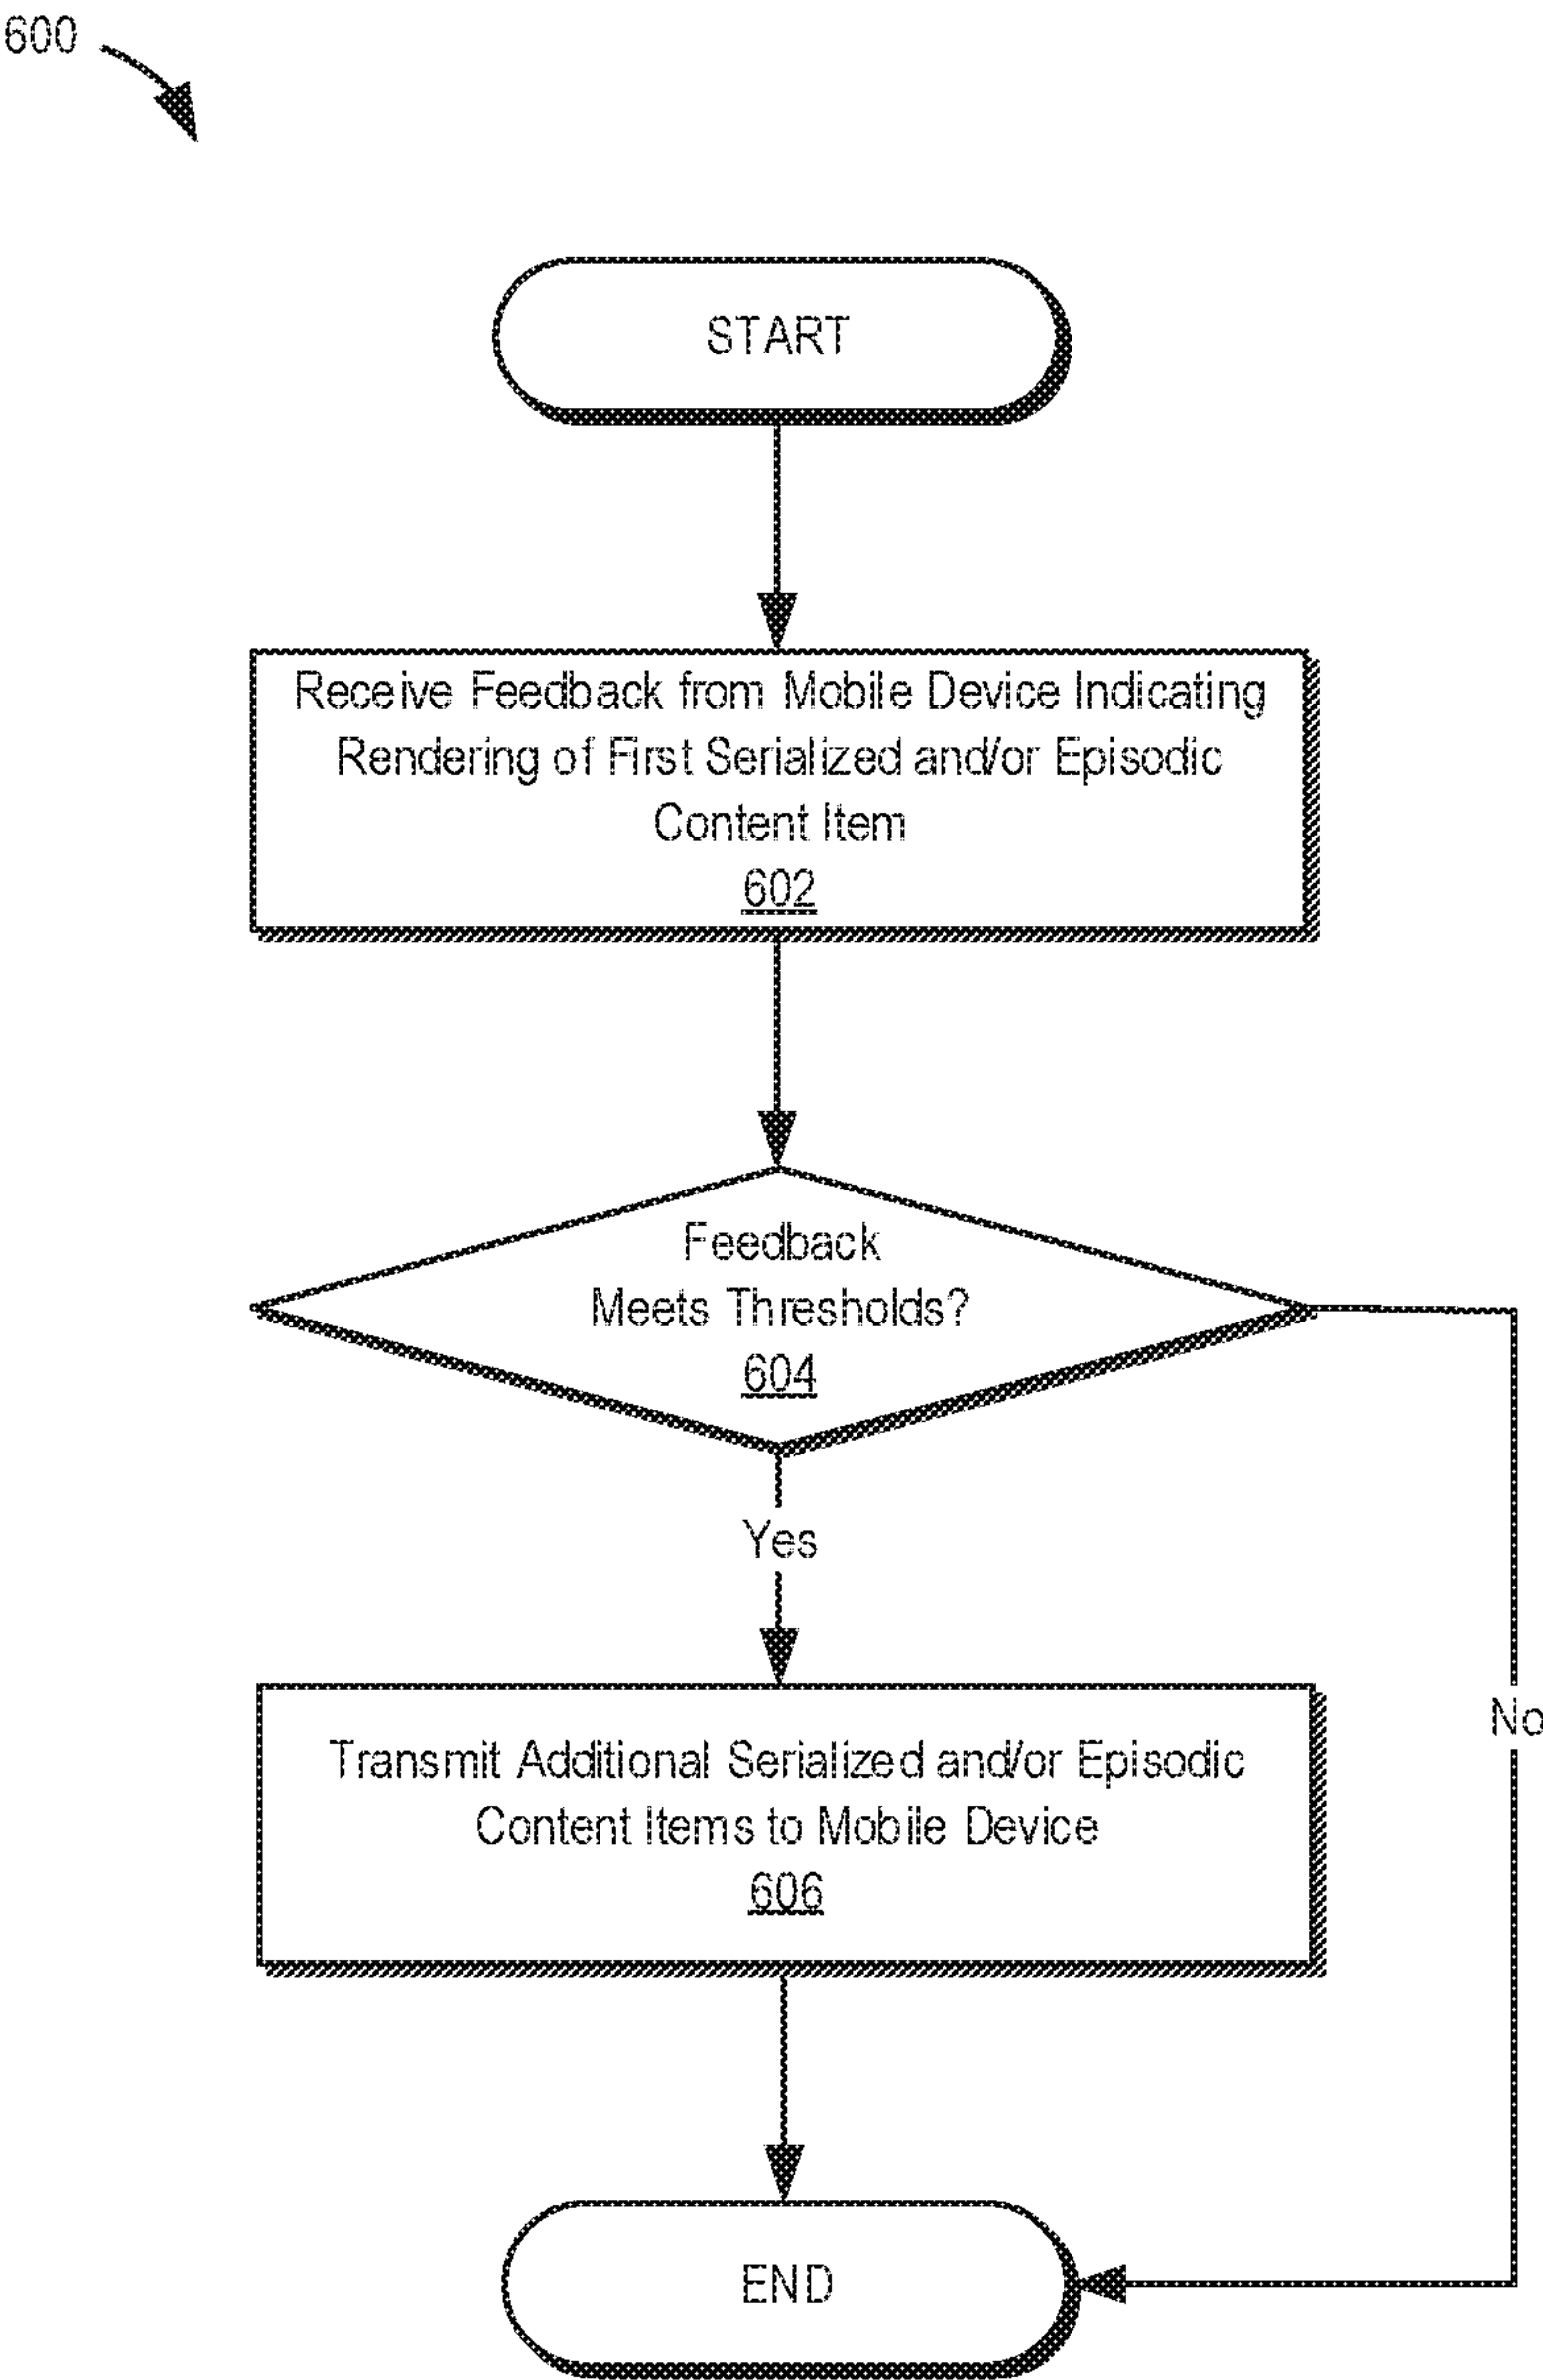 600
START
Receive Feedback from Mobile Device Indicating
Rendering of First Serialized and/or Episodic
Content Item
602
Feedback
Meets Thresholds?
604
Yes
No
Transmit Additional Serialized and/or Episodic
Content Items to Mobile Device
606
END